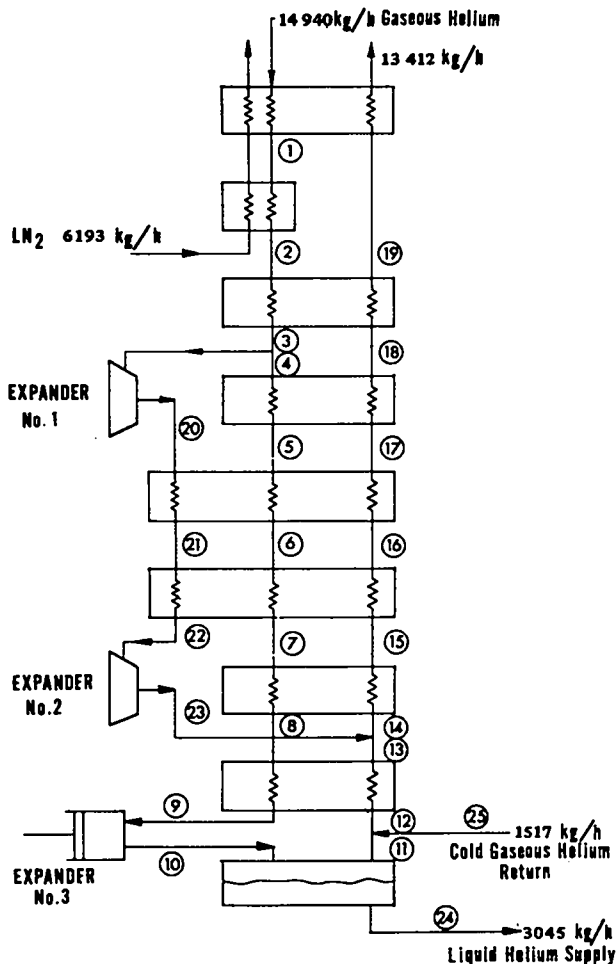 14 940 kg/h Gaseous Helium
13 412 kg/h
1
LN2 6193 kg/h
2
19
3
4
18
EXPANDER
No. 1
20
5
17
21
6
16
22
7
15
EXPANDER
No. 2
23
8
14
13
9
12
25
1517 kg/h
Cold Gaseous Helium
Return
10
11
EXPANDER
No. 3
24
3045 kg/h
Liquid Helium Supply